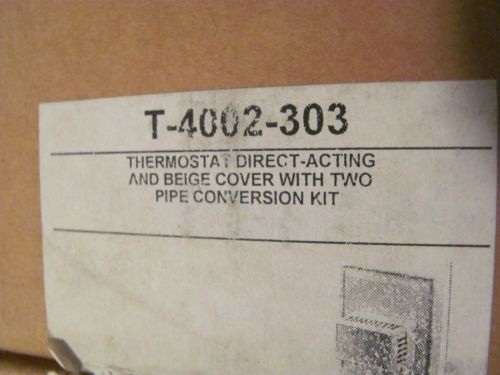 T-4002-303
THERMOSTAT DIRECT-ACTING
AND BEIGE COVER WITH TWO
PIPE CONVERSION KIT